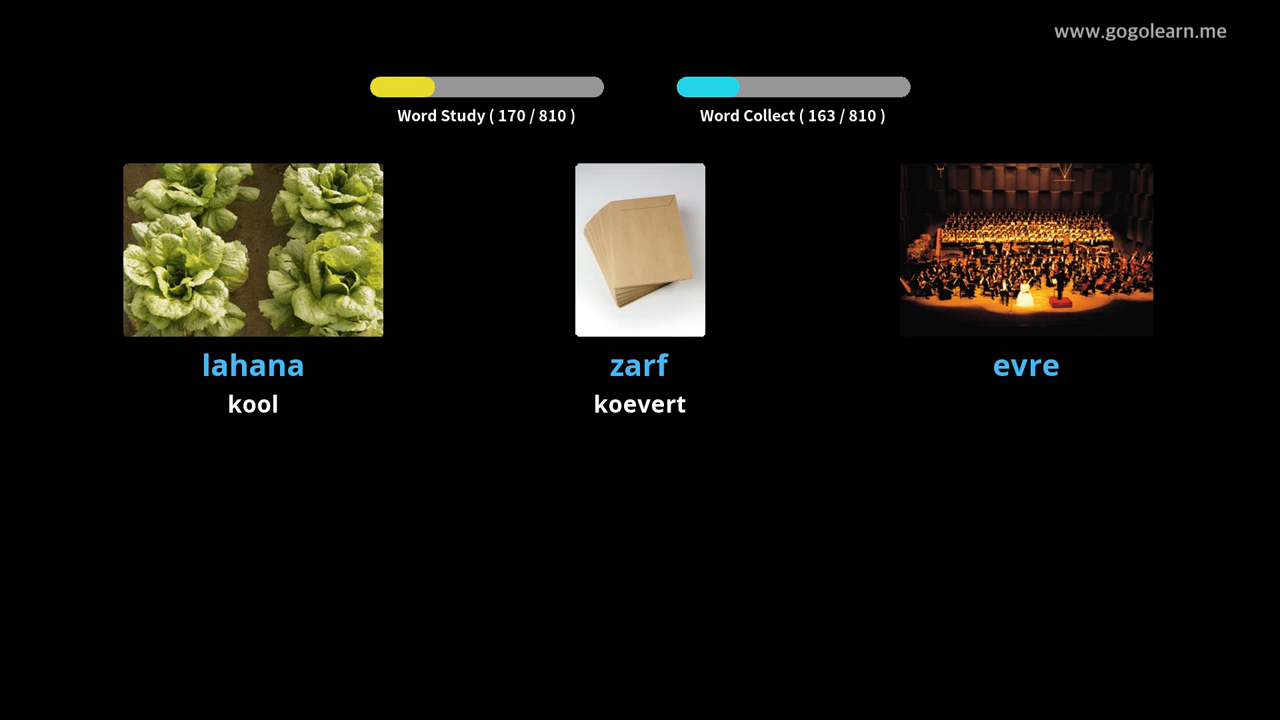 www.gogolearn.me
Word Study ( 170 / 810 )
Word Collect ( 163 / 810 )
lahana
zarf
evre
kool
koevert